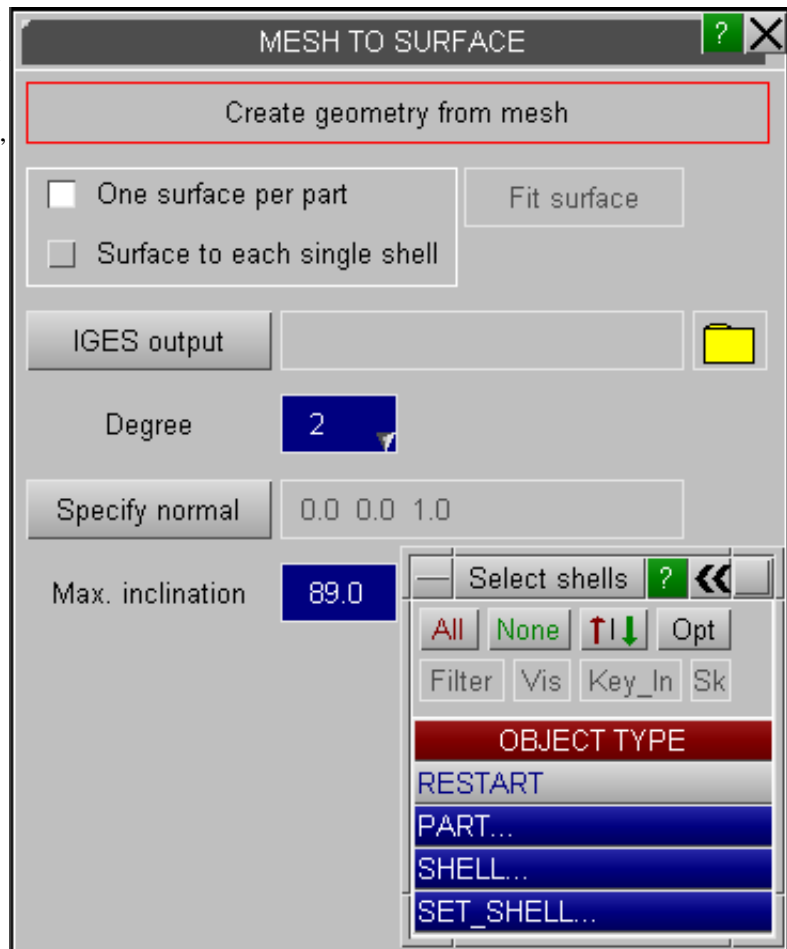 MESH TO SURFACE ?
Create geometry from mesh
,
One surface per part
Fit surface
Surface to each single shell
IGES output
Degree 2
Specify normal 0.0 0.0 1.0
Max. inclination 89.0
Select shells ?
All None Opt
Filter Vis Key_In Sk
OBJECT TYPE
RESTART
PART...
SHELL...
SET_SHELL...